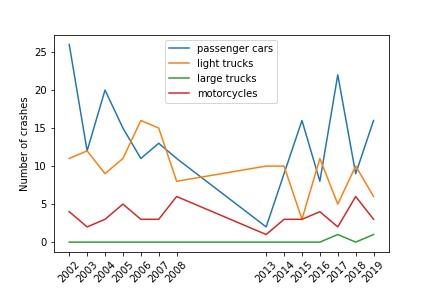 passenger cars
light trucks
large trucks
motorcycles
Number of crashes
25
20
15
10
5
0
2002 2003 2004 2005 2006 2007 2008 2013 2014 2015 2016 2017 2018 2019